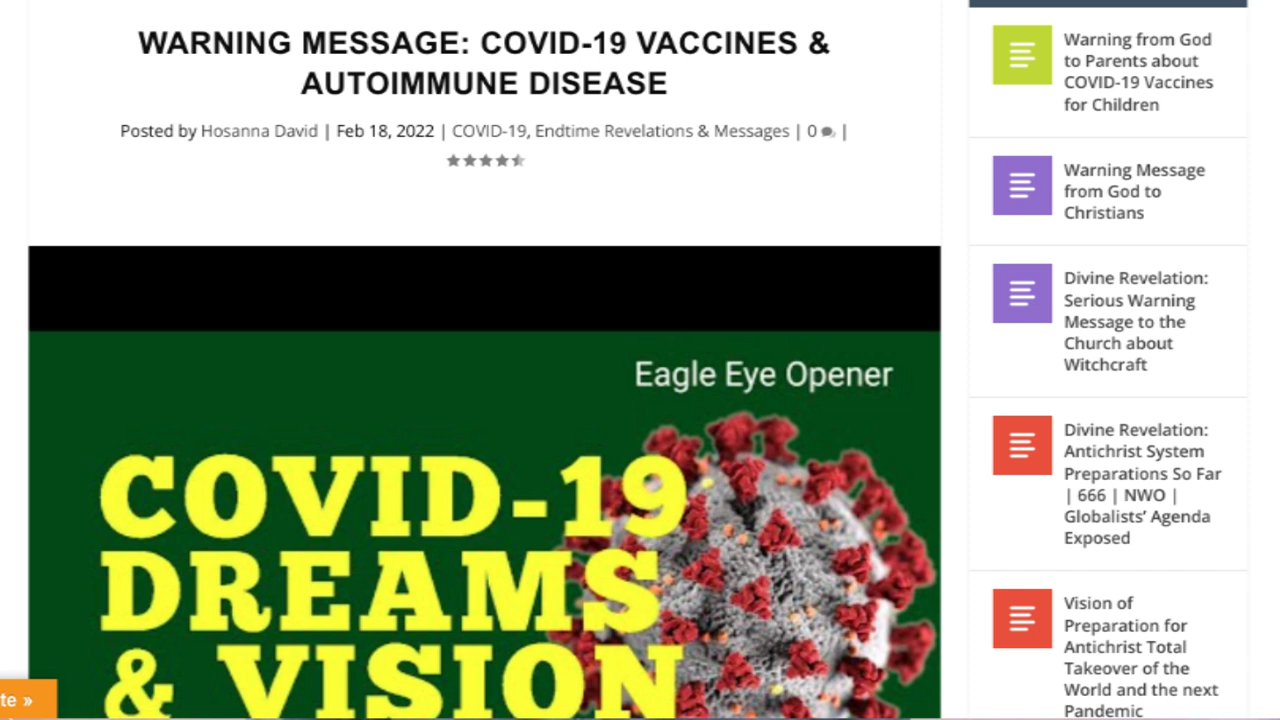 WARNING MESSAGE: COVID-19 VACCINES &
AUTOIMMUNE DISEASE
Posted by Hosanna David | Feb 18, 2022 | COVID-19, Endtime Revelations & Messages | 0 |
Eagle Eye Opener
COVID-19
DREAMS
& VISION
te »
Warning from God
to Parents about
COVID-19 Vaccines
for Children
Warning Message
from God to
Christians
Divine Revelation:
Serious Warning
Message to the
Church about
Witchcraft
Divine Revelation:
Antichrist System
Preparations So Far
| 666 | NWO |
Globalists’ Agenda
Exposed
Vision of
Preparation for
Antichrist Total
Takeover of the
World and the next
Pandemic